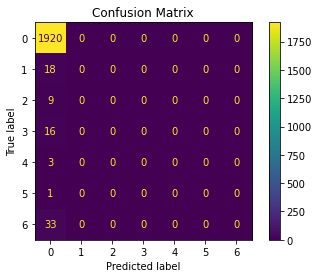 Confusion Matrix
0 1920 0 0 0 0 0 0
1 18 0 0 0 0 0 0
2 9 0 0 0 0 0 0
3 16 0 0 0 0 0 0
4 3 0 0 0 0 0 0
5 1 0 0 0 0 0 0
6 33 0 0 0 0 0 0
0 1 2 3 4 5 6
True label
Predicted label
1750
1500
1250
1000
750
500
250
0